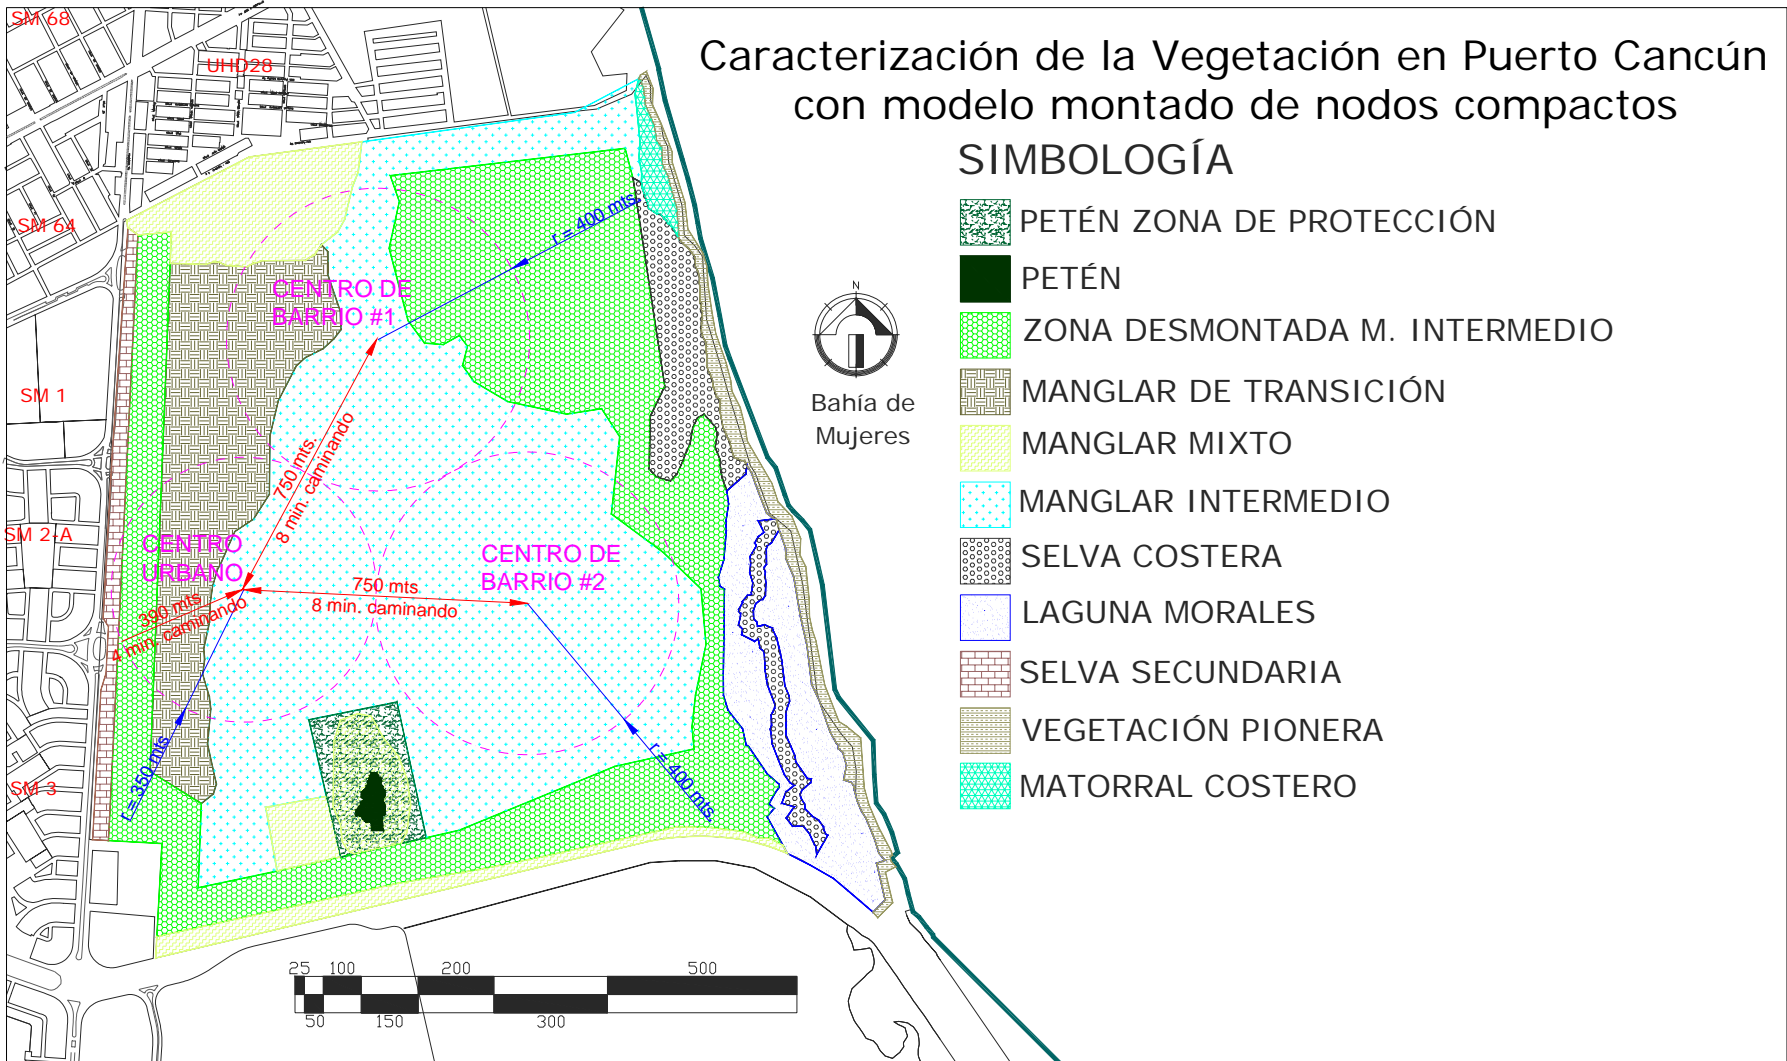 Caracterización de la Vegetación en Puerto Cancún
con modelo montado de nodos compactos
SIMBOLOGÍA
PETÉN ZONA DE PROTECCIÓN
PETÉN
ZONA DESMONTADA M. INTERMEDIO
MANGLAR DE TRANSICIÓN
MANGLAR MIXTO
MANGLAR INTERMEDIO
SELVA COSTERA
LAGUNA MORALES
SELVA SECUNDARIA
VEGETACIÓN PIONERA
MATORRAL COSTERO
N
Bahía de
Mujeres
SM 68
UHD28
SM 64
SM 1
SM 2-A
SM 3
CENTRO DE
BARRIO #1
r = 400 mts.
750 mts.
8 min. caminando
CENTRO
URBANO
CENTRO DE
BARRIO #2
750 mts.
8 min. caminando
390 mts
4 min. caminando
r = 350 mts
r = 400 mts.
25 100 200 500
50 150 300